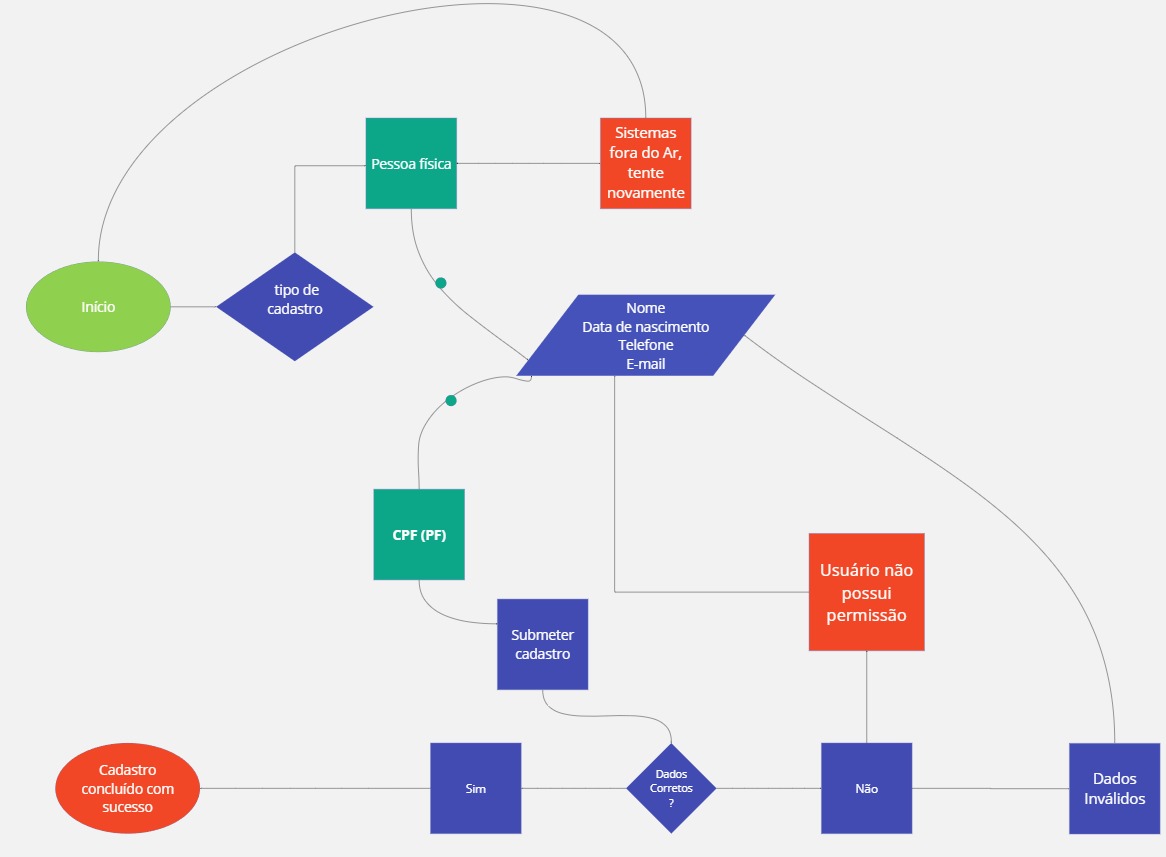 Sistemas
fora do Ar,
tente
novamente
Pessoa física
Início
tipo de
cadastro
Nome
Data de nascimento
Telefone
E-mail
CPF (PF)
Usuário não
possui
permissão
Submeter
cadastro
Cadastro
concluído com
sucesso
Sim
Dados
Corretos
?
Não
Dados
Inválidos